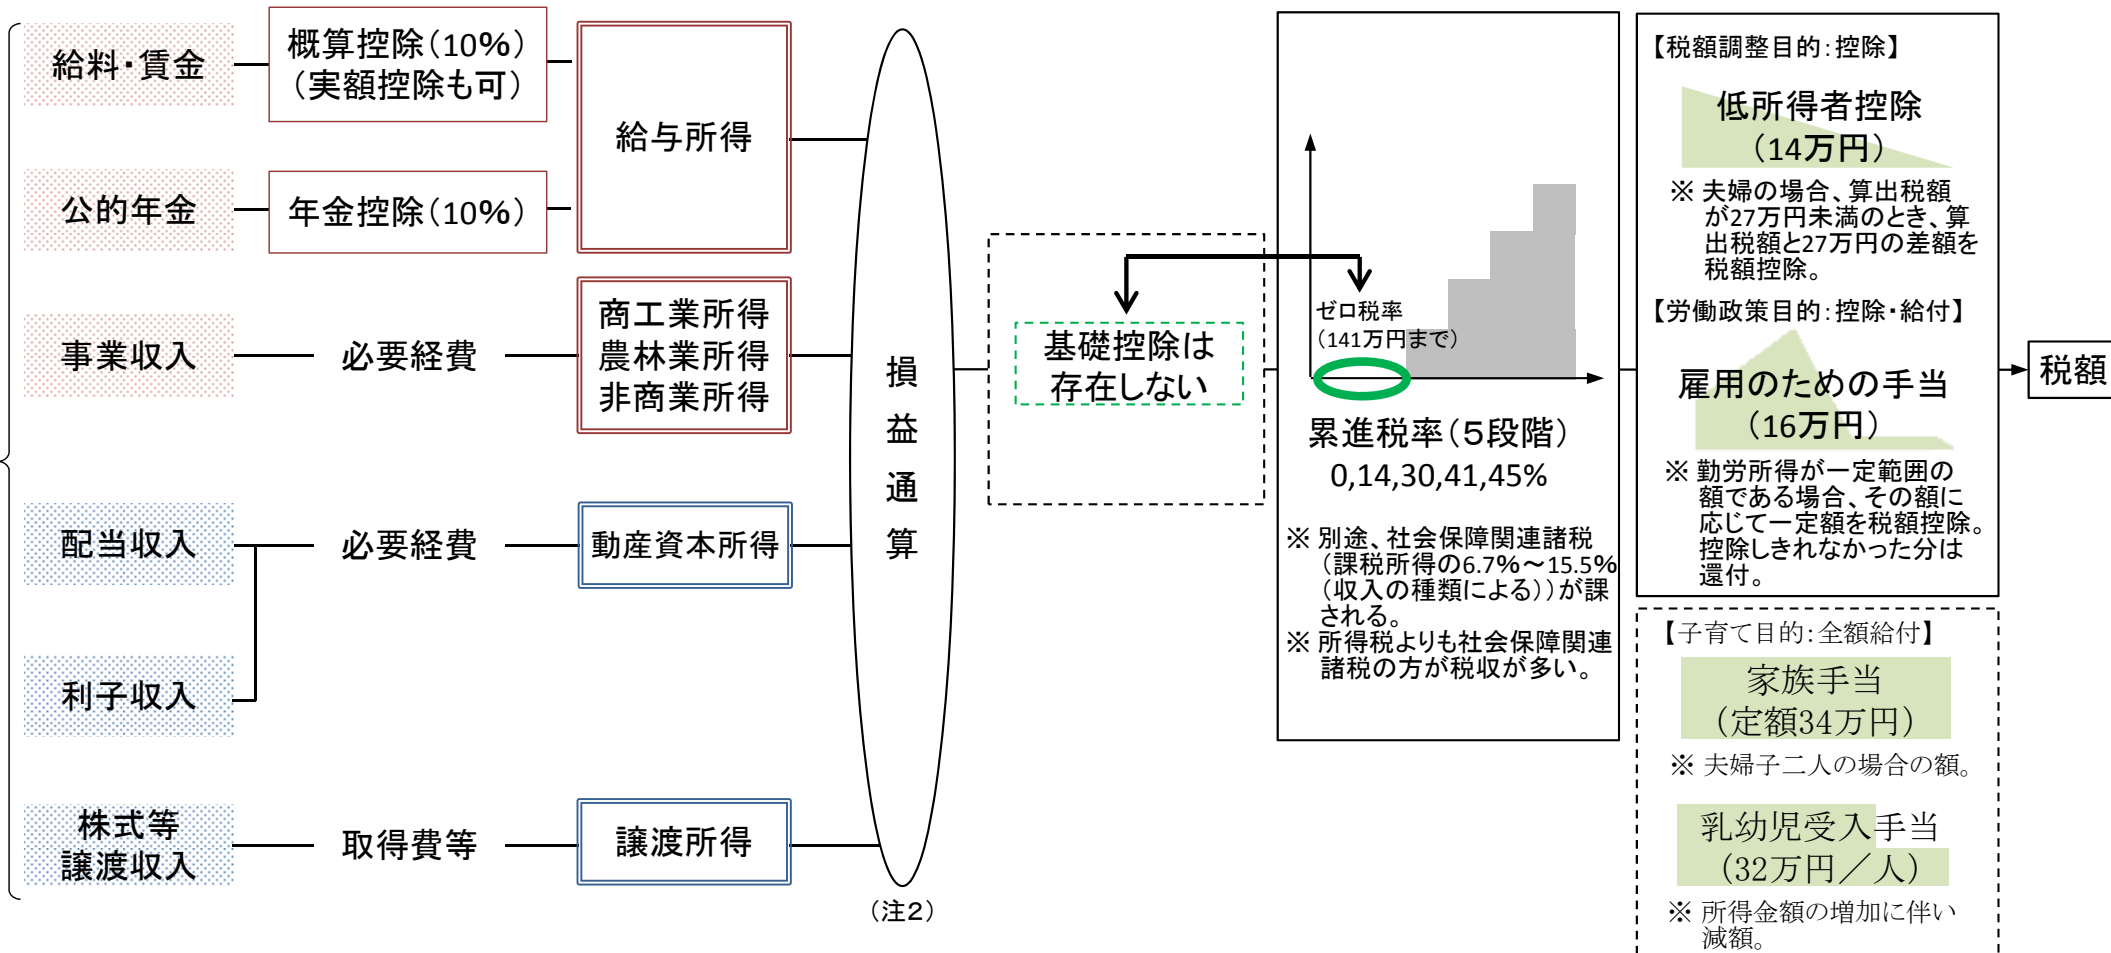 給料・賃金
概算控除（10%）
（実額控除も可）
給与所得
公的年金
年金控除（10%）
事業収入
必要経費
商工業所得
農林業所得
非商業所得
配当収入
必要経費
動産資本所得
利子収入
株式等
譲渡収入
取得費等
譲渡所得
損益通算
（注２）
基礎控除は
存在しない
ゼロ税率
（141万円まで）
累進税率（５段階）
0,14,30,41,45%
※ 別途、社会保障関連諸税
（課税所得の6.7%～15.5%
（収入の種類による））が課
される。
※ 所得税よりも社会保障関連
諸税の方が税収が多い。
【税額調整目的：控除】
低所得者控除
（14万円）
※ 夫婦の場合、算出税額
が27万円未満のとき、算
出税額と27万円の差額を
税額控除。
【労働政策目的：控除・給付】
雇用のための手当
（16万円）
※ 勤労所得が一定範囲の
額である場合、その額に
応じて一定額を税額控除。
控除しきれなかった分は
還付。
税額
【子育て目的：全額給付】
家族手当
（定額34万円）
※ 夫婦子二人の場合の額。
乳幼児受入手当
（32万円／人）
※ 所得金額の増加に伴い
減額。